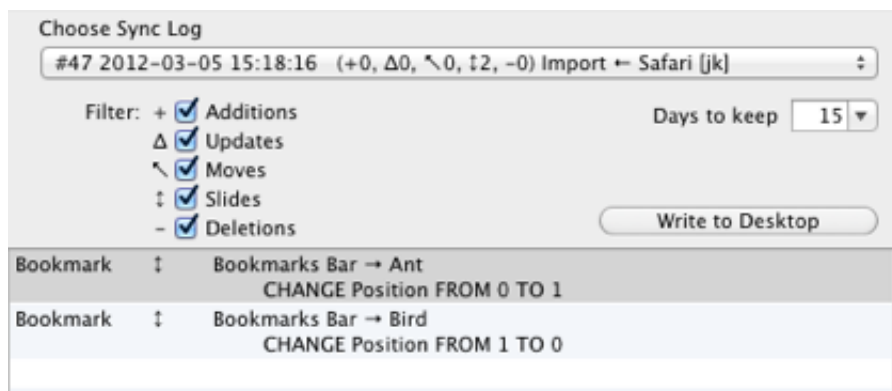 Choose Sync Log
#47 2012-03-05 15:18:16 (+0, Δ0, ↖0, ↕2, -0) Import ← Safari [jk]
Filter: + Additions Days to keep 15
Δ Updates
↖ Moves
↕ Slides
- Deletions Write to Desktop
Bookmark ↕ Bookmarks Bar → Ant
CHANGE Position FROM 0 TO 1
Bookmark ↕ Bookmarks Bar → Bird
CHANGE Position FROM 1 TO 0